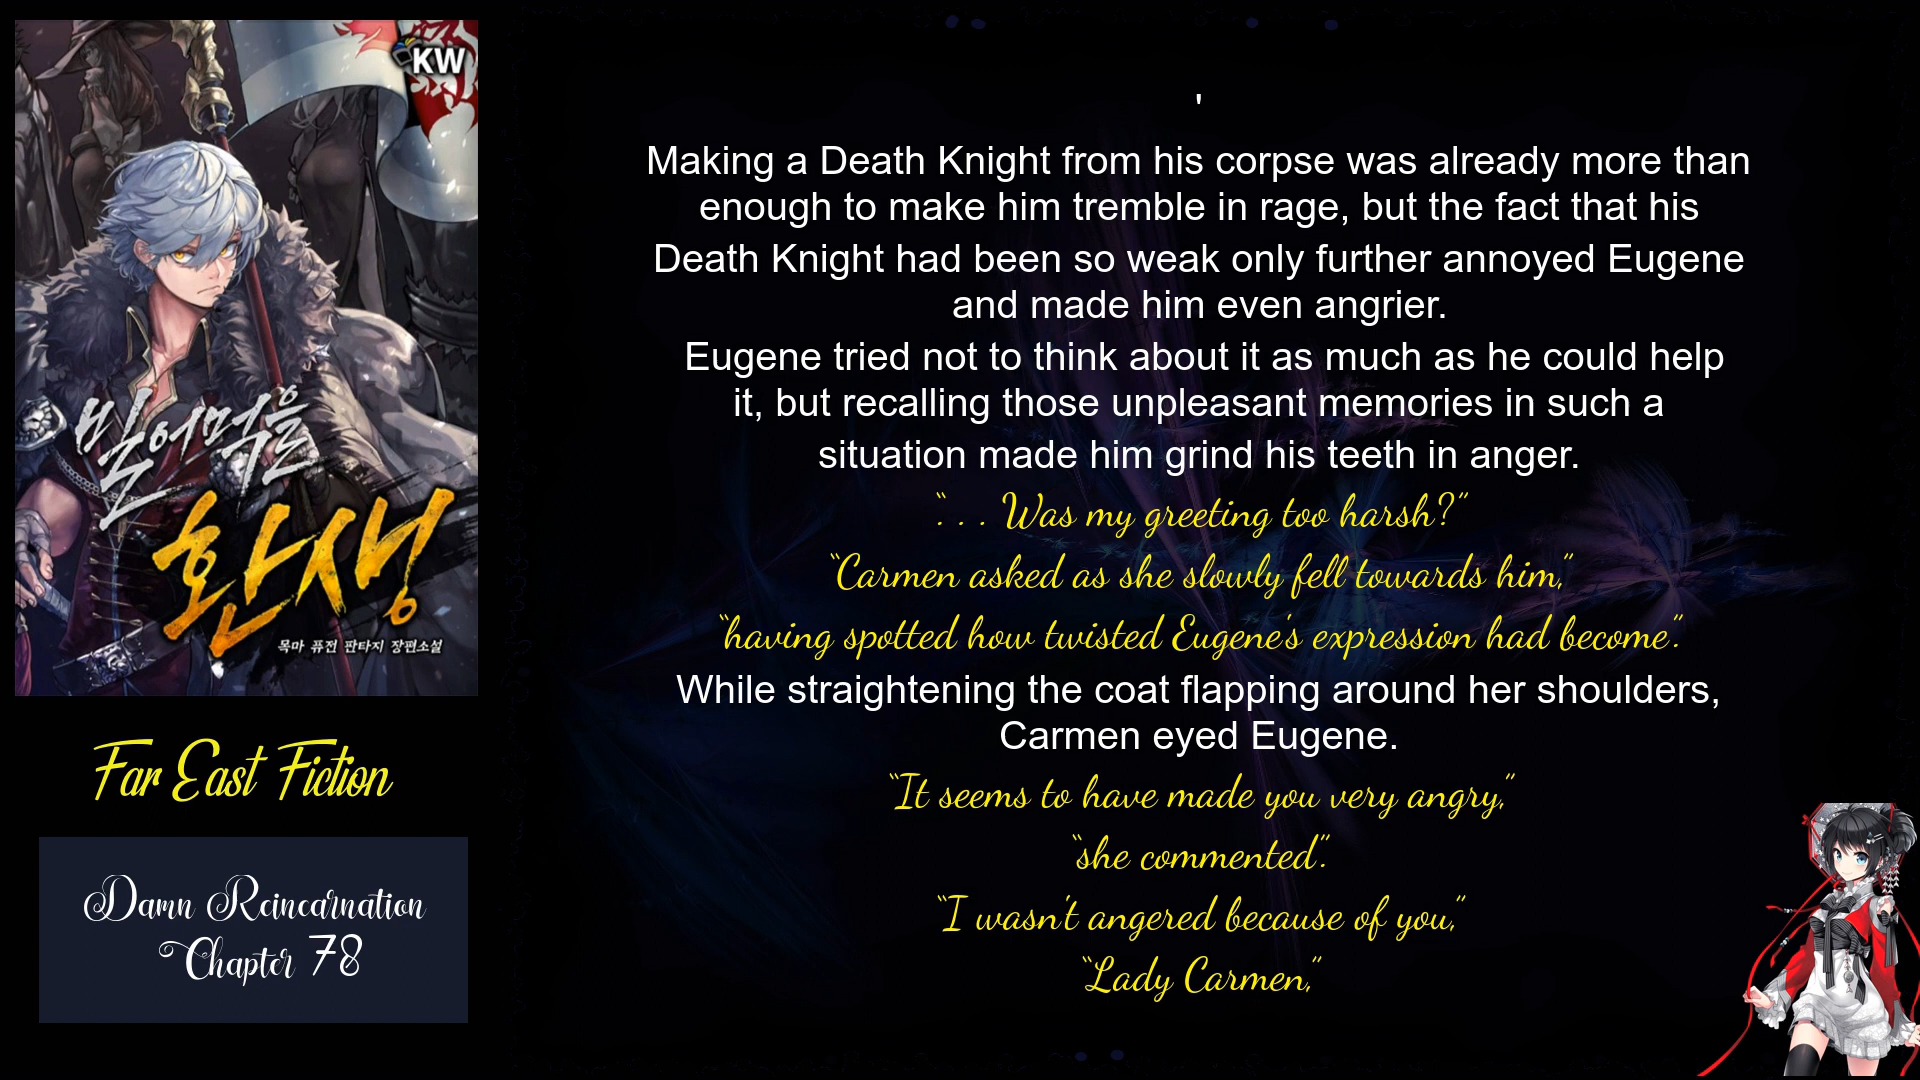 KW
빌어먹을
환생
목마 퓨전 판타지 장편소설
Far East Fiction
Damn Reincarnation
Chapter 78
'
Making a Death Knight from his corpse was already more than
enough to make him tremble in rage, but the fact that his
Death Knight had been so weak only further annoyed Eugene
and made him even angrier.
Eugene tried not to think about it as much as he could help
it, but recalling those unpleasant memories in such a
situation made him grind his teeth in anger.
“. . . Was my greeting too harsh?”
“Carmen asked as she slowly fell towards him,”
“having spotted how twisted Eugene's expression had become”.
While straightening the coat flapping around her shoulders,
Carmen eyed Eugene.
“It seems to have made you very angry,”
“she commented”.
“I wasn't angered because of you,”
“Lady Carmen,”